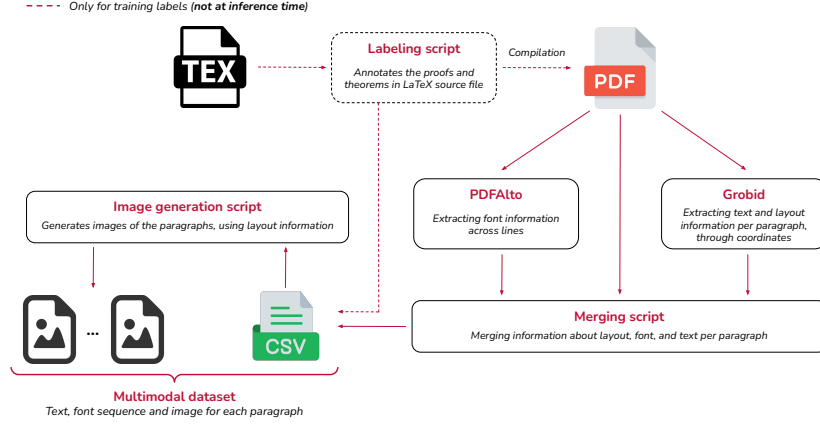 Only for training labels (not at inference time)
TEX
Labeling script
Annotates the proofs and
theorems in LaTeX source file
Compilation
PDF
Image generation script
Generates images of the paragraphs, using layout information
PDFAlto
Extracting font information
across lines
Grobid
Extracting text and layout
information per paragraph,
through coordinates
...
CSV
Merging script
Merging information about layout, font, and text per paragraph
Multimodal dataset
Text, font sequence and image for each paragraph